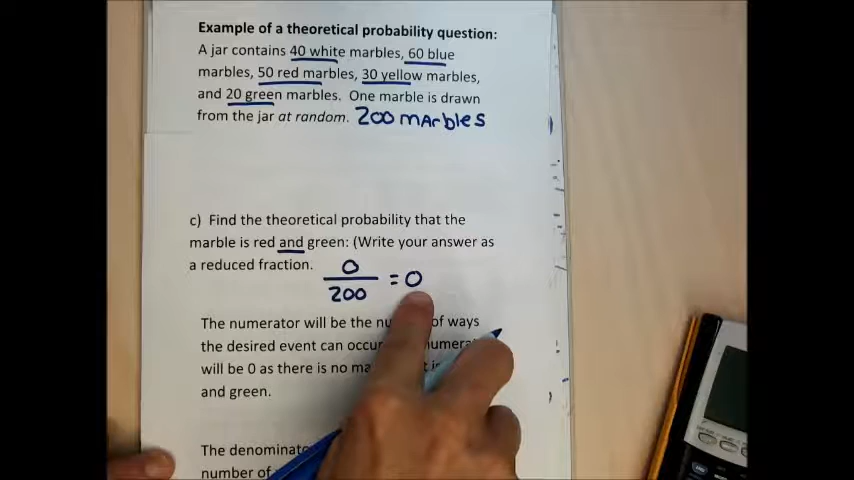 Example of a theoretical probability question:
A jar contains 40 white marbles, 60 blue
marbles, 50 red marbles, 30 yellow marbles,
and 20 green marbles. One marble is drawn
from the jar at random. 200 mArbles
c) Find the theoretical probability that the
marble is red and green: (Write your answer as
a reduced fraction.
0
200
= 0
The numerator will be the of ways
the desired event can
will be 0 as there is no
and green.
The
number of